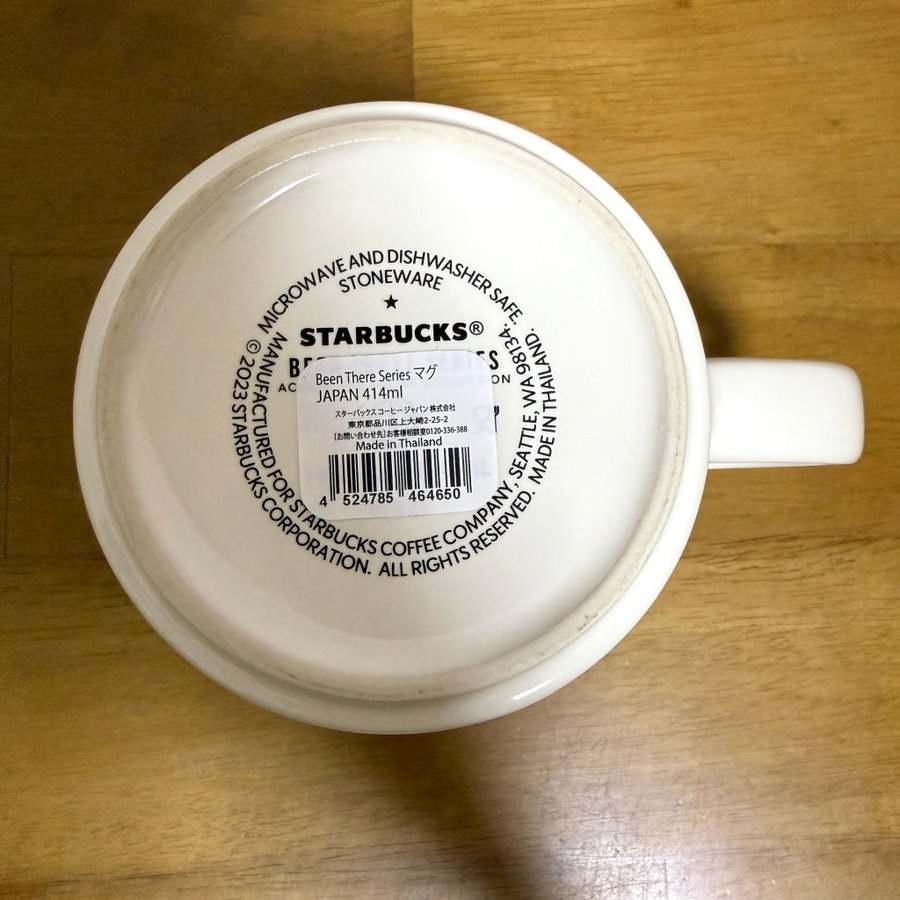 MICROWAVE AND DISHWASHER SAFE.
STONEWARE
STARBUCKS®
Been There Series マグ
JAPAN 414ml
スターバックス コーヒー ジャパン 株式会社
東京都品川区上大崎2-25-2
[お問い合わせ先]お客様相談室0120-336-388
Made in Thailand
4 524785 464650
MANUFACTURED FOR STARBUCKS COFFEE COMPANY, SEATTLE, WA 98134.
© 2023 STARBUCKS CORPORATION. ALL RIGHTS RESERVED. MADE IN THAILAND.